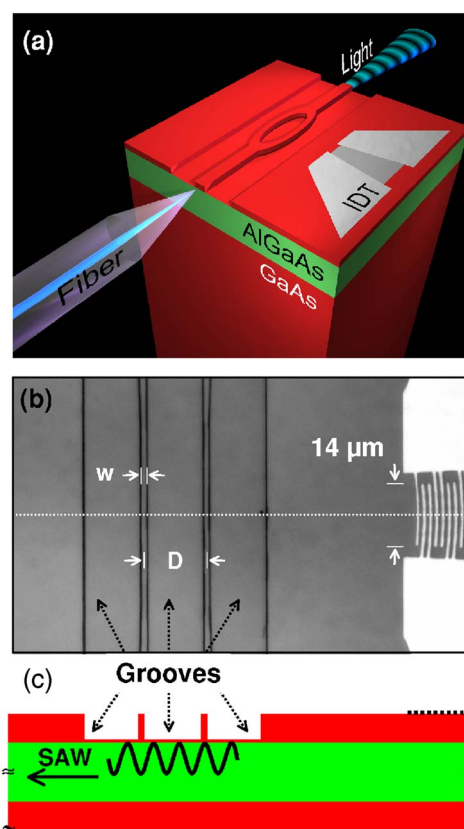 (a)
Light
IDT
AlGaAs
GaAs
Fiber
(b)
14 µm
w
D
Grooves
(c)
SAW
≈
≈